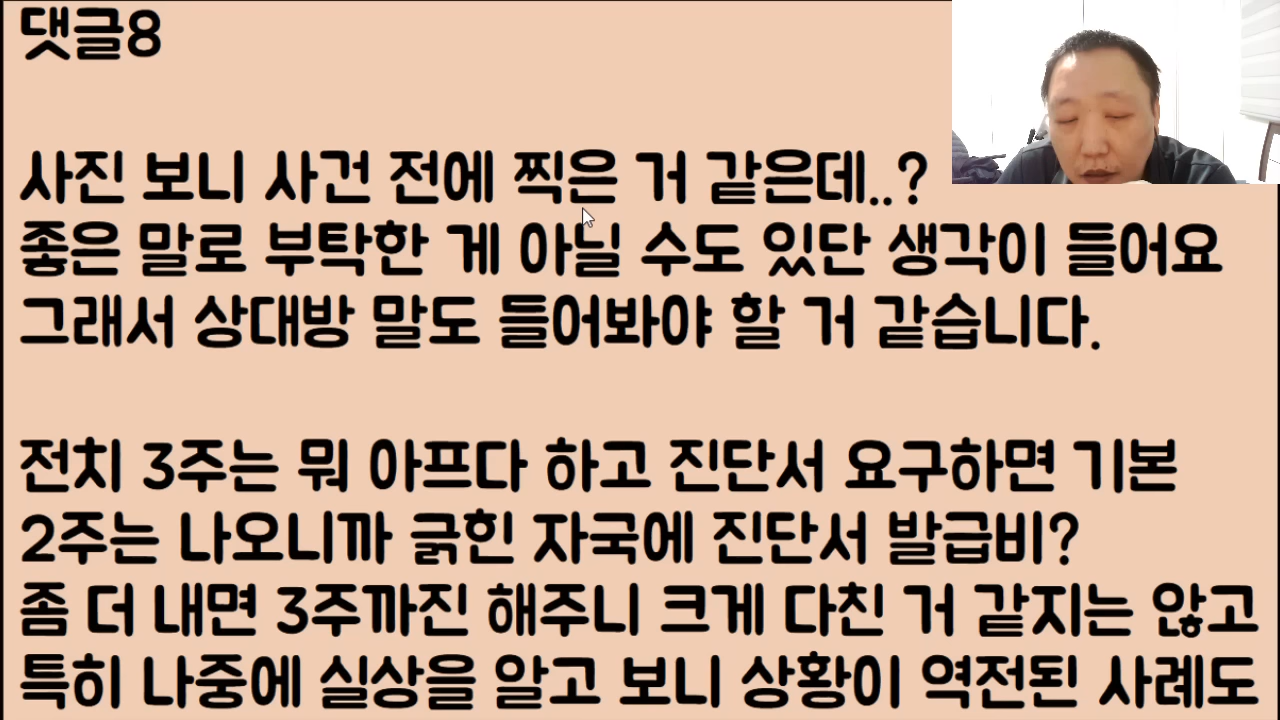 댓글8
사진 보니 사건 전에 찍은 거 같은데..?
좋은 말로 부탁한 게 아닐 수도 있단 생각이 들어요
그래서 상대방 말도 들어봐야 할 거 같습니다.
전치 3주는 뭐 아프다 하고 진단서 요구하면 기본
2주는 나오니까 긁힌 자국에 진단서 발급비?
좀 더 내면 3주까진 해주니 크게 다친 거 같지는 않고
특히 나중에 실상을 알고 보니 상황이 역전된 사례도